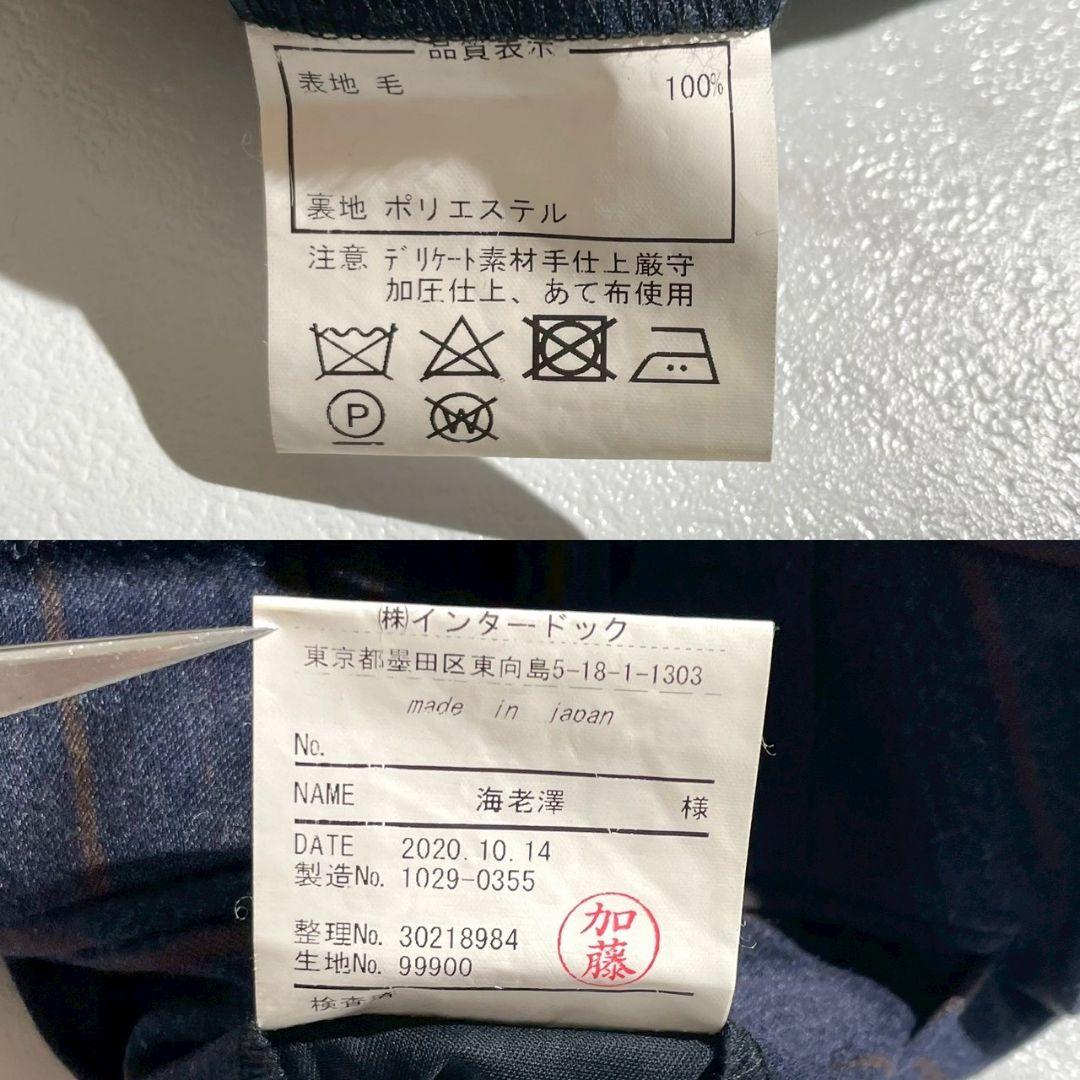 品質表示
表地 毛 100%
裏地 ポリエステル
注意 デリケート素材手仕上厳守
加圧仕上、あて布使用
P W
㈱インタードック
東京都墨田区東向島5-18-1-1303
made in japan
No.
NAME 海老澤 様
DATE 2020.10.14
製造No. 1029-0355
整理No. 30218984
生地No. 99900
加藤
検査